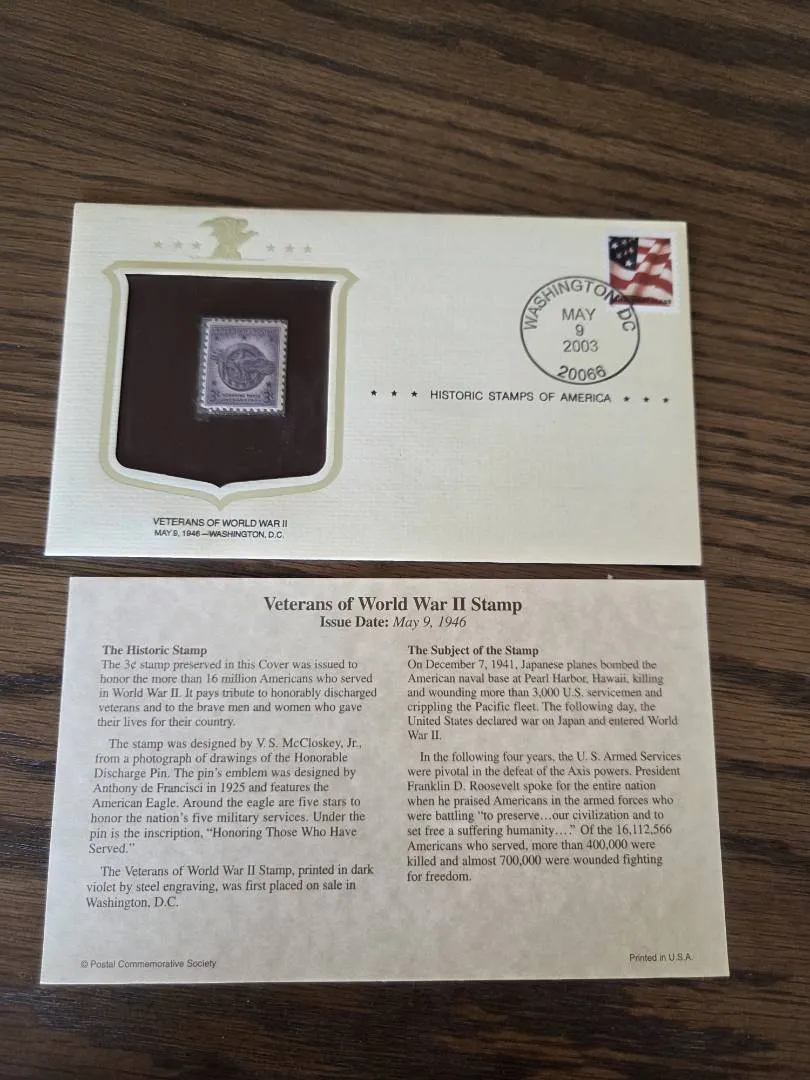 WASHINGTON, DC
MAY
9
2003
20066
★ ★ ★ HISTORIC STAMPS OF AMERICA ★ ★ ★
3¢ 3¢
VETERANS OF WORLD WAR II
MAY 9, 1946—WASHINGTON, D.C.
Veterans of World War II Stamp
Issue Date: May 9, 1946
The Historic Stamp
The 3¢ stamp preserved in this Cover was issued to
honor the more than 16 million Americans who served
in World War II. It pays tribute to honorably discharged
veterans and to the brave men and women who gave
their lives for their country.
The stamp was designed by V. S. McCloskey, Jr.,
from a photograph of drawings of the Honorable
Discharge Pin. The pin's emblem was designed by
Anthony de Francisci in 1925 and features the
American Eagle. Around the eagle are five stars to
honor the nation's five military services. Under the
pin is the inscription, “Honoring Those Who Have
Served.”
The Veterans of World War II Stamp, printed in dark
violet by steel engraving, was first placed on sale in
Washington, D.C.
The Subject of the Stamp
On December 7, 1941, Japanese planes bombed the
American naval base at Pearl Harbor, Hawaii, killing
and wounding more than 3,000 U.S. servicemen and
crippling the Pacific fleet. The following day, the
United States declared war on Japan and entered World
War II.
In the following four years, the U. S. Armed Services
were pivotal in the defeat of the Axis powers. President
Franklin D. Roosevelt spoke for the entire nation
when he praised Americans in the armed forces who
were battling “to preserve…our civilization and to
set free a suffering humanity….” Of the 16,112,566
Americans who served, more than 400,000 were
killed and almost 700,000 were wounded fighting
for freedom.
© Postal Commemorative Society
Printed in U.S.A.